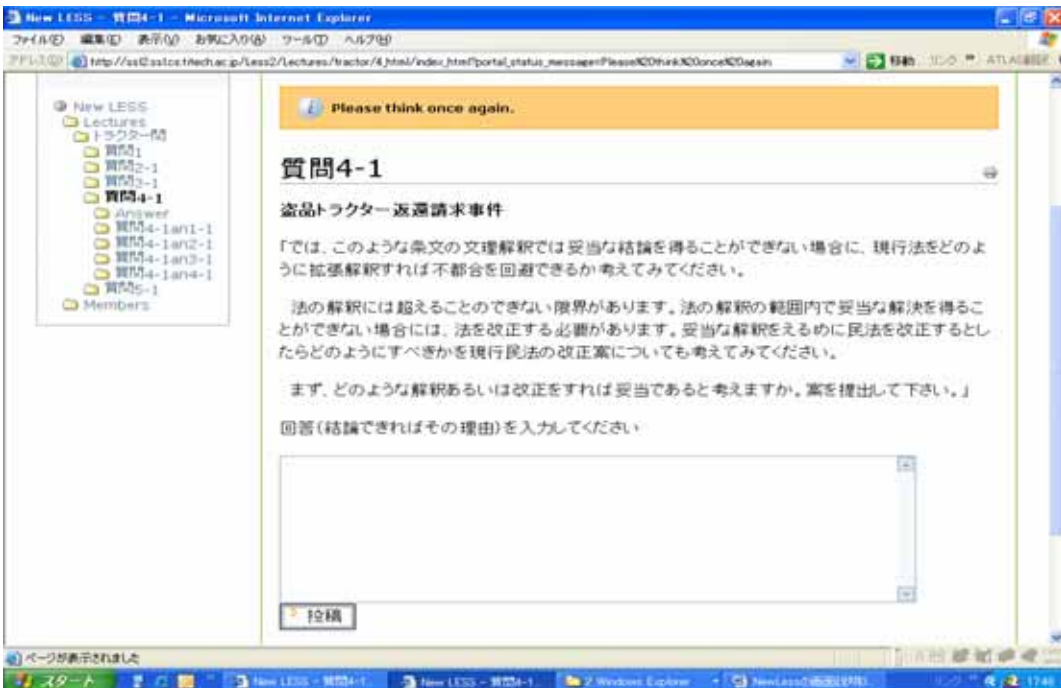 New LESS - 質問4-1 - Microsoft Internet Explorer
ファイル(F) 編集(E) 表示(V) お気に入り(A) ツール(T) ヘルプ(H)
移動
New LESS
Lectures
トラクター問
質問1
質問2-1
質問3-1
質問4-1
Answer
質問4-1an1-1
質問4-1an2-1
質問4-1an3-1
質問4-1an4-1
質問5-1
Members
Please think once again.
質問4-1
盗品トラクター返還請求事件
「では、このような条文の文理解釈では妥当な結論を得ることができない場合に、現行法をどのよ
うに拡張解釈すれば不都合を回避できるか考えてみてください。
法の解釈には超えることのできない限界があります。法の解釈の範囲内で妥当な解決を得るこ
とができない場合には、法を改正する必要があります。妥当な解釈をえるめに民法を改正するとし
たらどのようにすべきかを現行民法の改正案についても考えてみてください。
まず、どのような解釈あるいは改正をすれば妥当であると考えますか。案を提出して下さい。」
回答(結論できればその理由)を入力してください
投稿
ページが表示されました
スタート
New LESS - 質問4-1...
New LESS - 質問4-1...
2 Windows Explorer
17:48